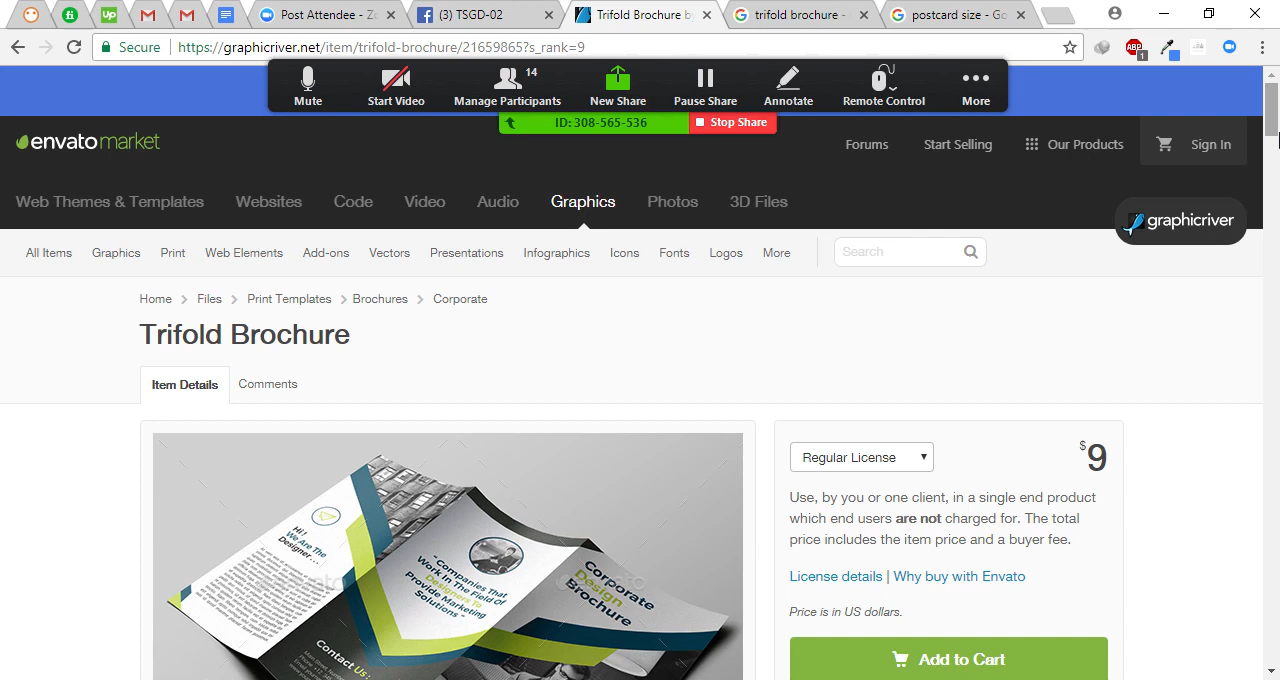 Post Attendee - Zo
(3) TSGD-02
Trifold Brochure b
trifold brochure -
postcard size - Go
Secure
https://graphicriver.net/item/trifold-brochure/21659865?s_rank=9
ABP
1
Mute
Start Video
Manage Participants
14
New Share
Pause Share
Annotate
Remote Control
More
ID: 308-565-536
Stop Share
envatomarket
Forums
Start Selling
Our Products
Sign In
Web Themes & Templates
Websites
Code
Video
Audio
Graphics
Photos
3D Files
graphicriver
All Items
Graphics
Print
Web Elements
Add-ons
Vectors
Presentations
Infographics
Icons
Fonts
Logos
More
Search
Home
Files
Print Templates
Brochures
Corporate
Trifold Brochure
Item Details
Comments
Hi!
We Are The
Designer...
"Companies That
Work In The Field Of
Designers To
Provide Marketing
Solutions"
Corporate
Design
Brochure
Contact Us:
Regular License
$9
Use, by you or one client, in a single end product
which end users are not charged for. The total
price includes the item price and a buyer fee.
License details | Why buy with Envato
Price is in US dollars.
Add to Cart